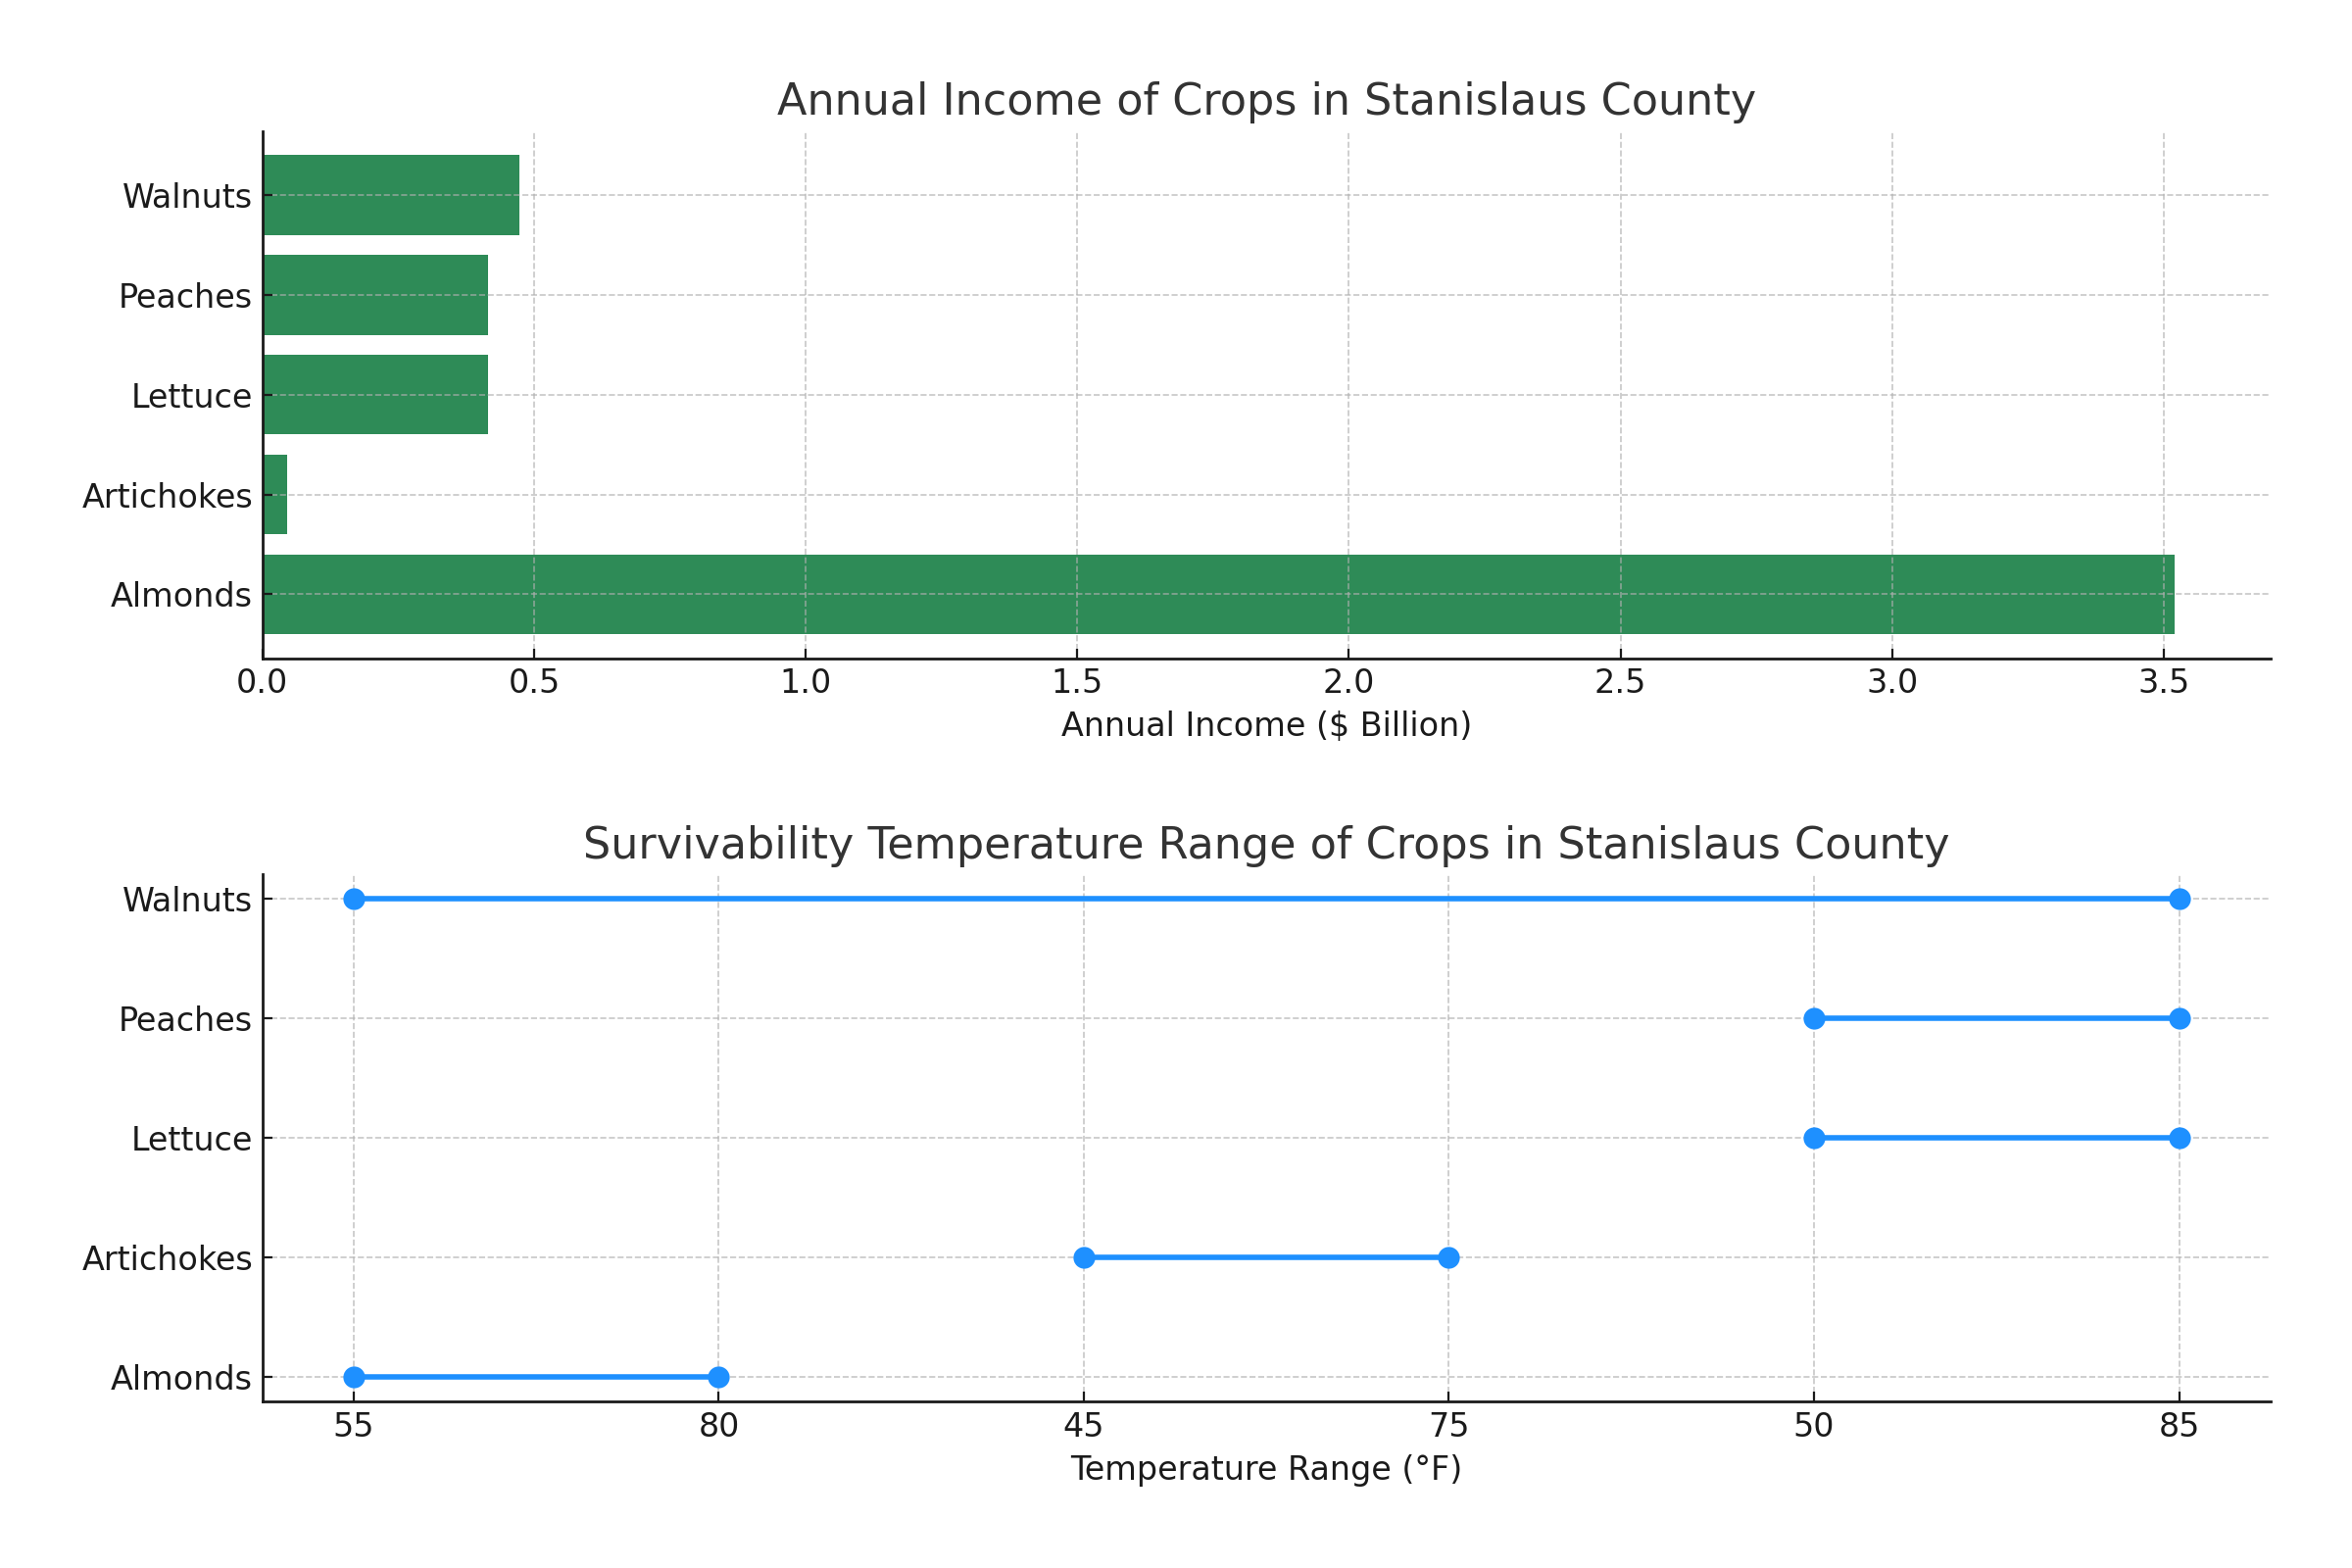 Annual Income of Crops in Stanislaus County
Walnuts
Peaches
Lettuce
Artichokes
Almonds
0.0 0.5 1.0 1.5 2.0 2.5 3.0 3.5
Annual Income ($ Billion)
Survivability Temperature Range of Crops in Stanislaus County
Walnuts
Peaches
Lettuce
Artichokes
Almonds
55 80 45 75 50 85
Temperature Range (°F)